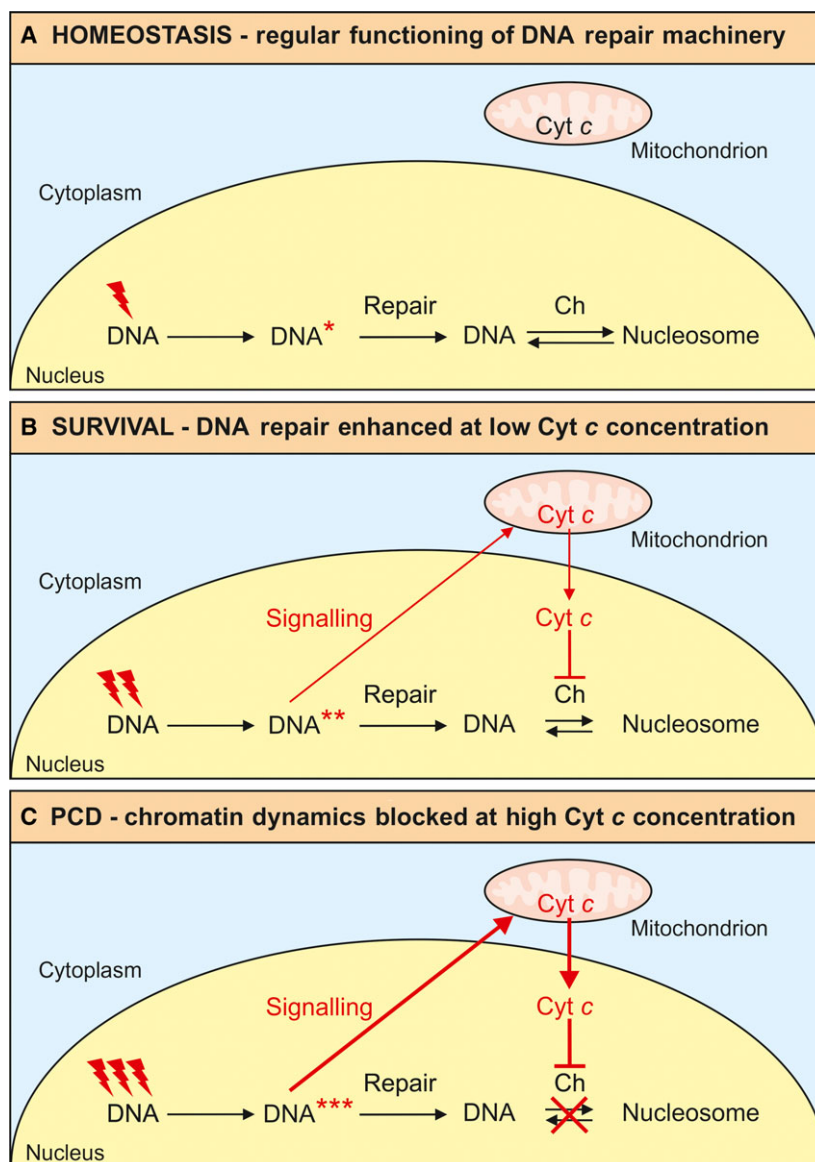 A HOMEOSTASIS - regular functioning of DNA repair machinery
Cyt c
Mitochondrion
Cytoplasm
Repair Ch
DNA DNA* DNA Nucleosome
Nucleus
B SURVIVAL - DNA repair enhanced at low Cyt c concentration
Cyt c
Mitochondrion
Cytoplasm
Signalling Cyt c
Repair Ch
DNA DNA** DNA Nucleosome
Nucleus
C PCD - chromatin dynamics blocked at high Cyt c concentration
Cyt c
Mitochondrion
Cytoplasm
Signalling Cyt c
Repair Ch
DNA DNA*** DNA Nucleosome
Nucleus